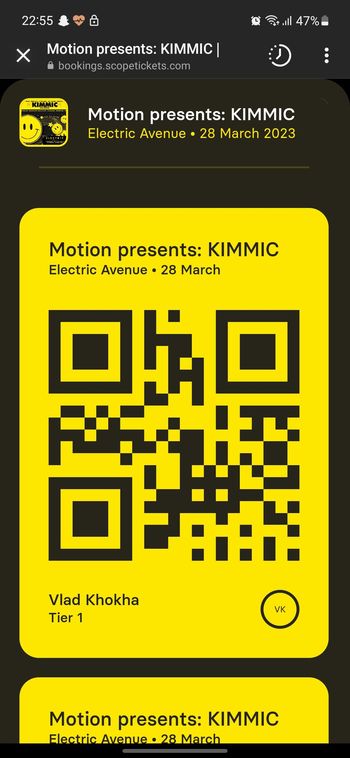 22:55
47%
Motion presents: KIMMIC |
bookings.scopetickets.com
KIMMIC
Motion presents: KIMMIC
Electric Avenue • 28 March 2023
Motion presents: KIMMIC
Electric Avenue • 28 March
Vlad Khokha
Tier 1
VK
Motion presents: KIMMIC
Electric Avenue • 28 March